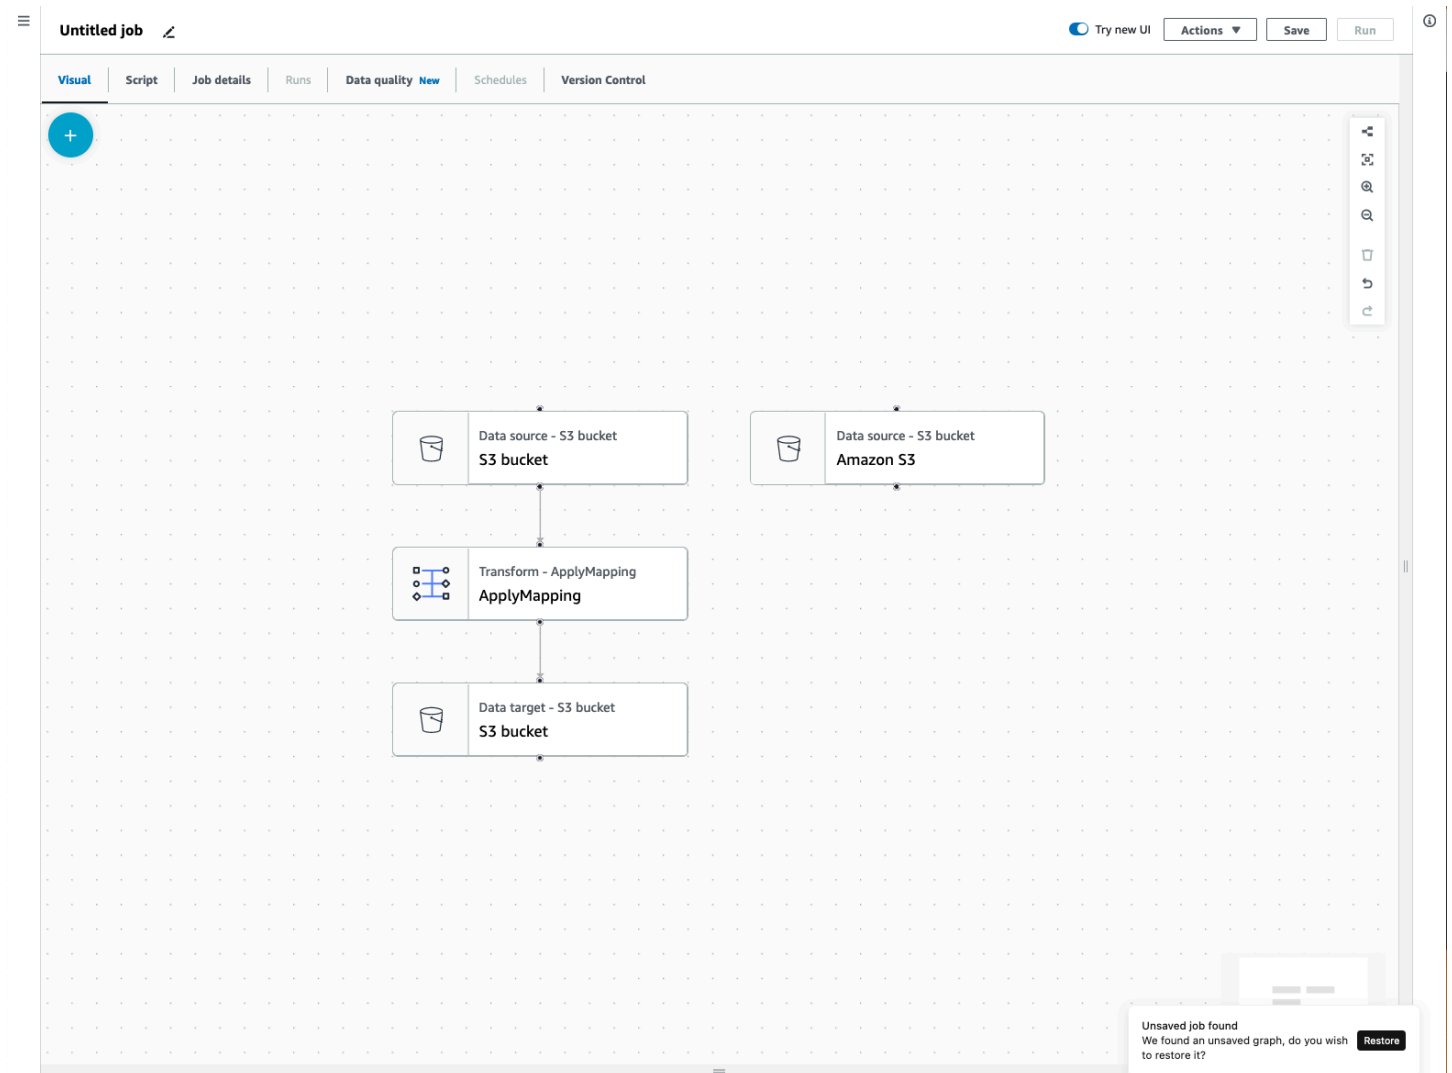 Untitled job
Try new UI
Actions
Save
Run
Visual
Script
Job details
Runs
Data quality New
Schedules
Version Control
Data source - S3 bucket
S3 bucket
Data source - S3 bucket
Amazon S3
Transform - ApplyMapping
ApplyMapping
Data target - S3 bucket
S3 bucket
Unsaved job found
We found an unsaved graph, do you wish
to restore it?
Restore